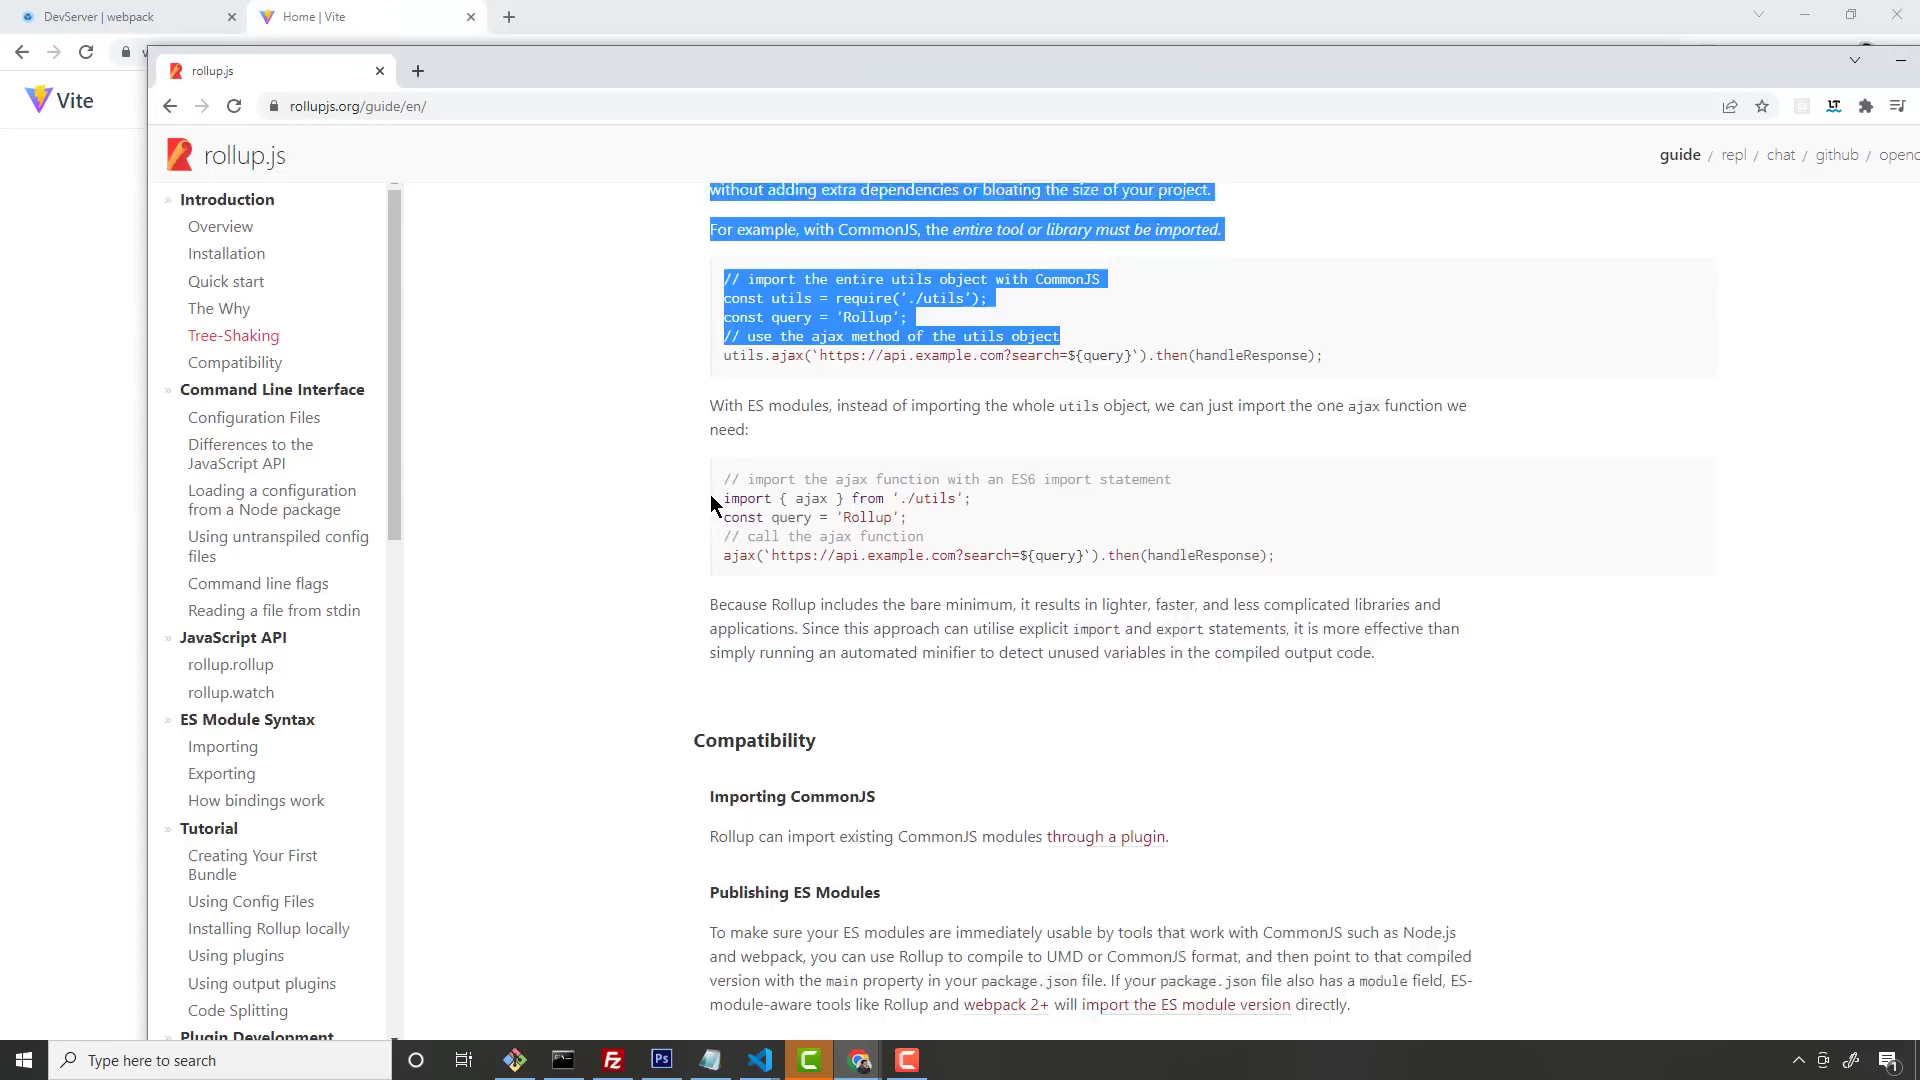 DevServer | webpack
Home | Vite
Vite
rollup.js
rollupjs.org/guide/en/
rollup.js
guide / repl / chat / github /
Introduction
Overview
Installation
Quick start
The Why
Tree-Shaking
Compatibility
Command Line Interface
Configuration Files
Differences to the
JavaScript API
Loading a configuration
from a Node package
Using untranspiled config
files
Command line flags
Reading a file from stdin
JavaScript API
rollup.rollup
rollup.watch
ES Module Syntax
Importing
Exporting
How bindings work
Tutorial
Creating Your First
Bundle
Using Config Files
Installing Rollup locally
Using plugins
Using output plugins
Code Splitting
Plugin Development
without adding extra dependencies or bloating the size of your project.
For example, with CommonJS, the entire tool or library must be imported.
// import the entire utils object with CommonJS
const utils = require('./utils');
const query = 'Rollup';
// use the ajax method of the utils object
utils.ajax(`https://api.example.com?search=${query}`).then(handleResponse);
With ES modules, instead of importing the whole utils object, we can just import the one ajax function we
need:
// import the ajax function with an ES6 import statement
import { ajax } from './utils';
const query = 'Rollup';
// call the ajax function
ajax(`https://api.example.com?search=${query}`).then(handleResponse);
Because Rollup includes the bare minimum, it results in lighter, faster, and less complicated libraries and
applications. Since this approach can utilise explicit import and export statements, it is more effective than
simply running an automated minifier to detect unused variables in the compiled output code.
Compatibility
Importing CommonJS
Rollup can import existing CommonJS modules through a plugin.
Publishing ES Modules
To make sure your ES modules are immediately usable by tools that work with CommonJS such as Node.js
and webpack, you can use Rollup to compile to UMD or CommonJS format, and then point to that compiled
version with the main property in your package.json file. If your package.json file also has a module field, ES-
module-aware tools like Rollup and webpack 2+ will import the ES module version directly.
Type here to search